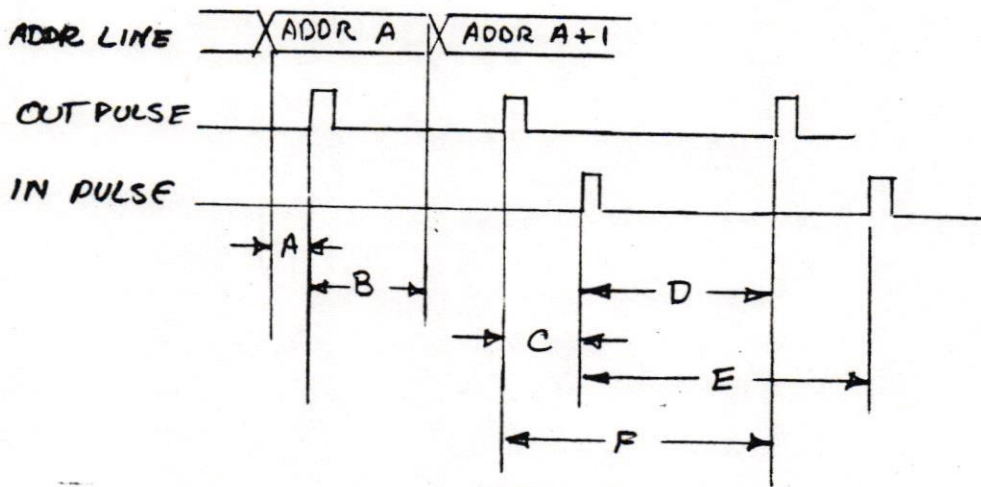 ADDR LINE ADDR A ADDR A+1
OUT PULSE
IN PULSE
A
B
D
C
E
F